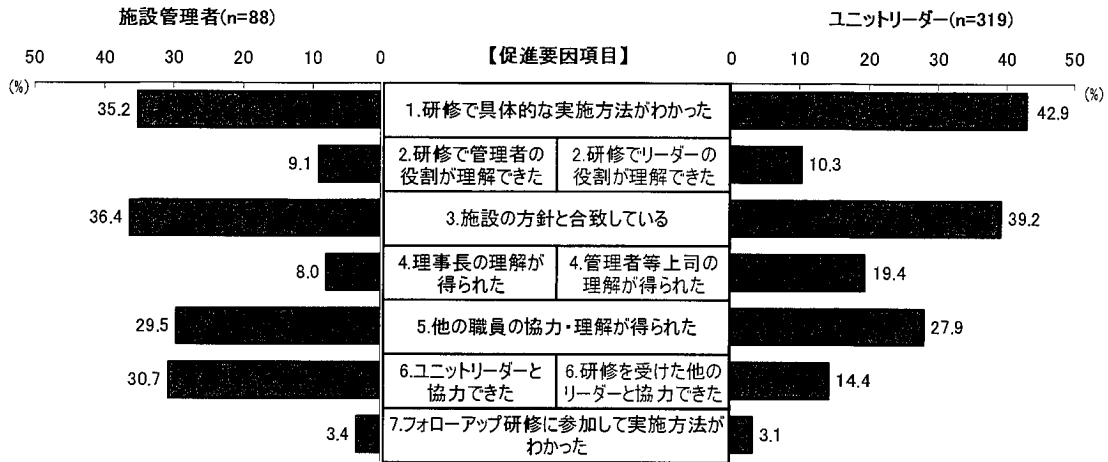 施設管理者(n=88)
ユニットリーダー(n=319)
50 40 30 20 10 0 【促進要因項目】 0 10 20 30 40 50
(%) (%)
35.2 1.研修で具体的な実施方法がわかった 42.9
9.1 2.研修で管理者の 2.研修でリーダーの 10.3
役割が理解できた 役割が理解できた
36.4 3.施設の方針と合致している 39.2
8.0 4.理事長の理解が 4.管理者等上司の 19.4
得られた 理解が得られた
29.5 5.他の職員の協力・理解が得られた 27.9
30.7 6.ユニットリーダーと 6.研修を受けた他の 14.4
協力できた リーダーと協力できた
3.4 7.フォローアップ研修に参加して実施方法が 3.1
わかった